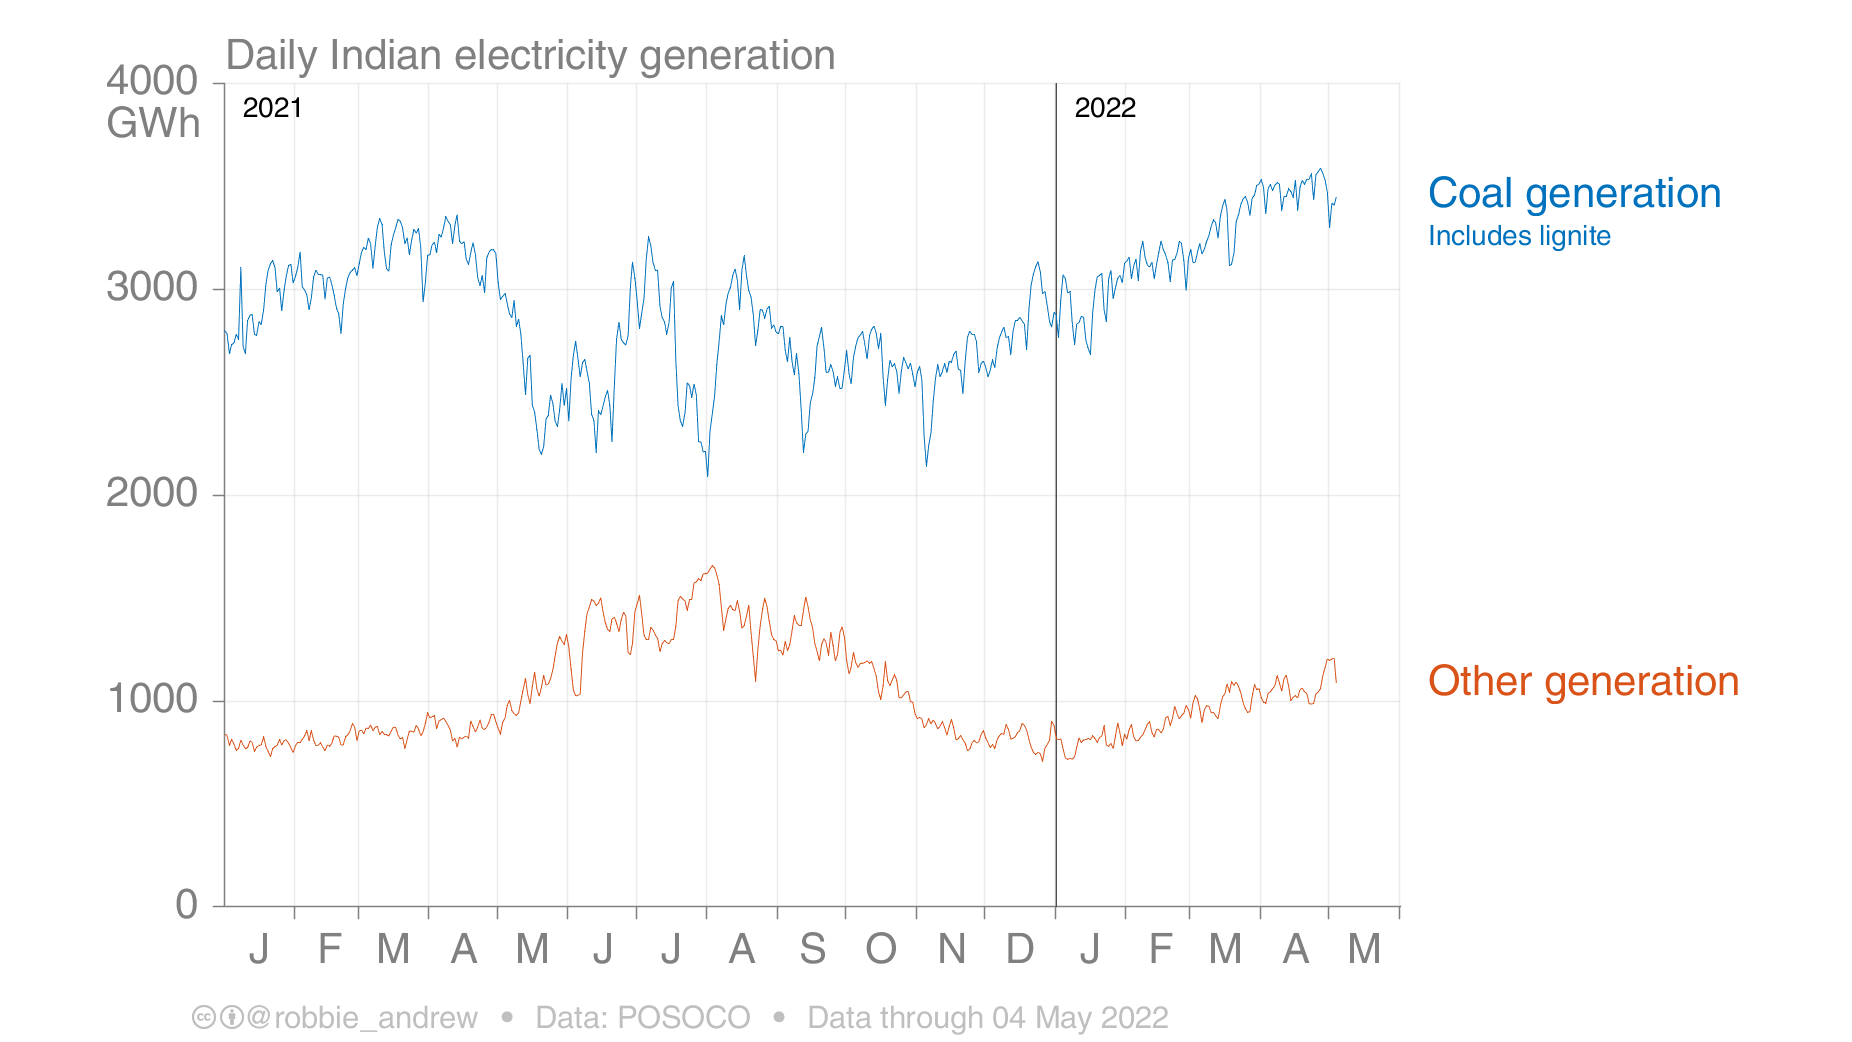 Daily Indian electricity generation
4000
GWh
2021
2022
Coal generation
Includes lignite
3000
2000
Other generation
1000
0
J F M A M J J A S O N D J F M A M
@robbie_andrew • Data: POSOCO • Data through 04 May 2022